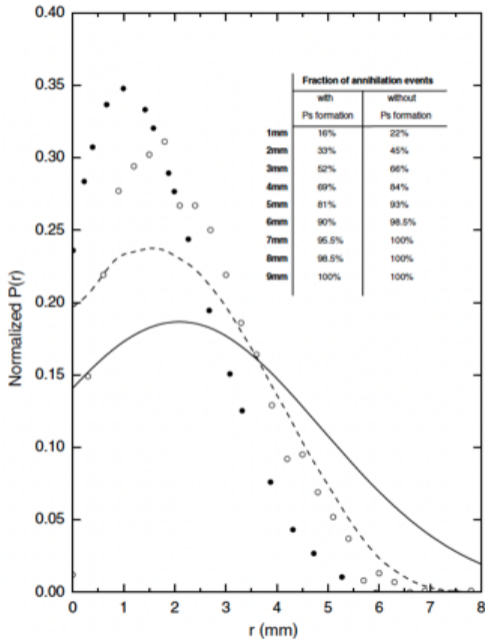 0.40
0.35
0.30
0.25
0.20
0.15
0.10
0.05
0.00
Normalized P(r)
Fraction of annihilation events
with without
Ps formation Ps formation
1mm 16% 22%
2mm 33% 45%
3mm 52% 66%
4mm 69% 84%
5mm 81% 93%
6mm 90% 98.5%
7mm 95.5% 100%
8mm 98.5% 100%
9mm 100% 100%
0 1 2 3 4 5 6 7 8
r (mm)